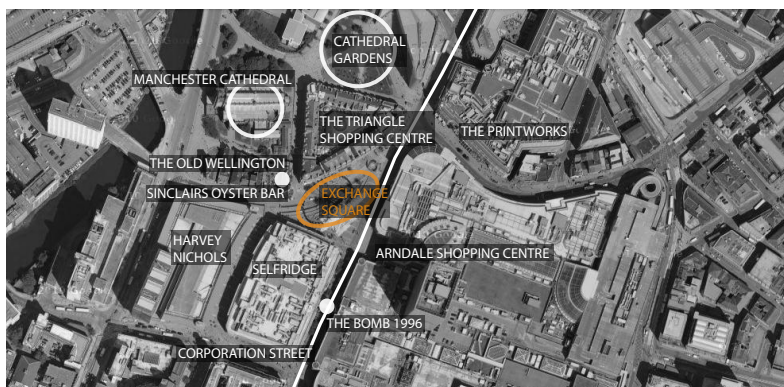 CATHEDRAL
GARDENS
MANCHESTER CATHEDRAL
THE TRIANGLE
SHOPPING CENTRE
THE PRINTWORKS
THE OLD WELLINGTON
SINCLAIRS OYSTER BAR
EXCHANGE
SQUARE
HARVEY
NICHOLS
SELFRIDGE
ARNDALE SHOPPING CENTRE
THE BOMB 1996
CORPORATION STREET